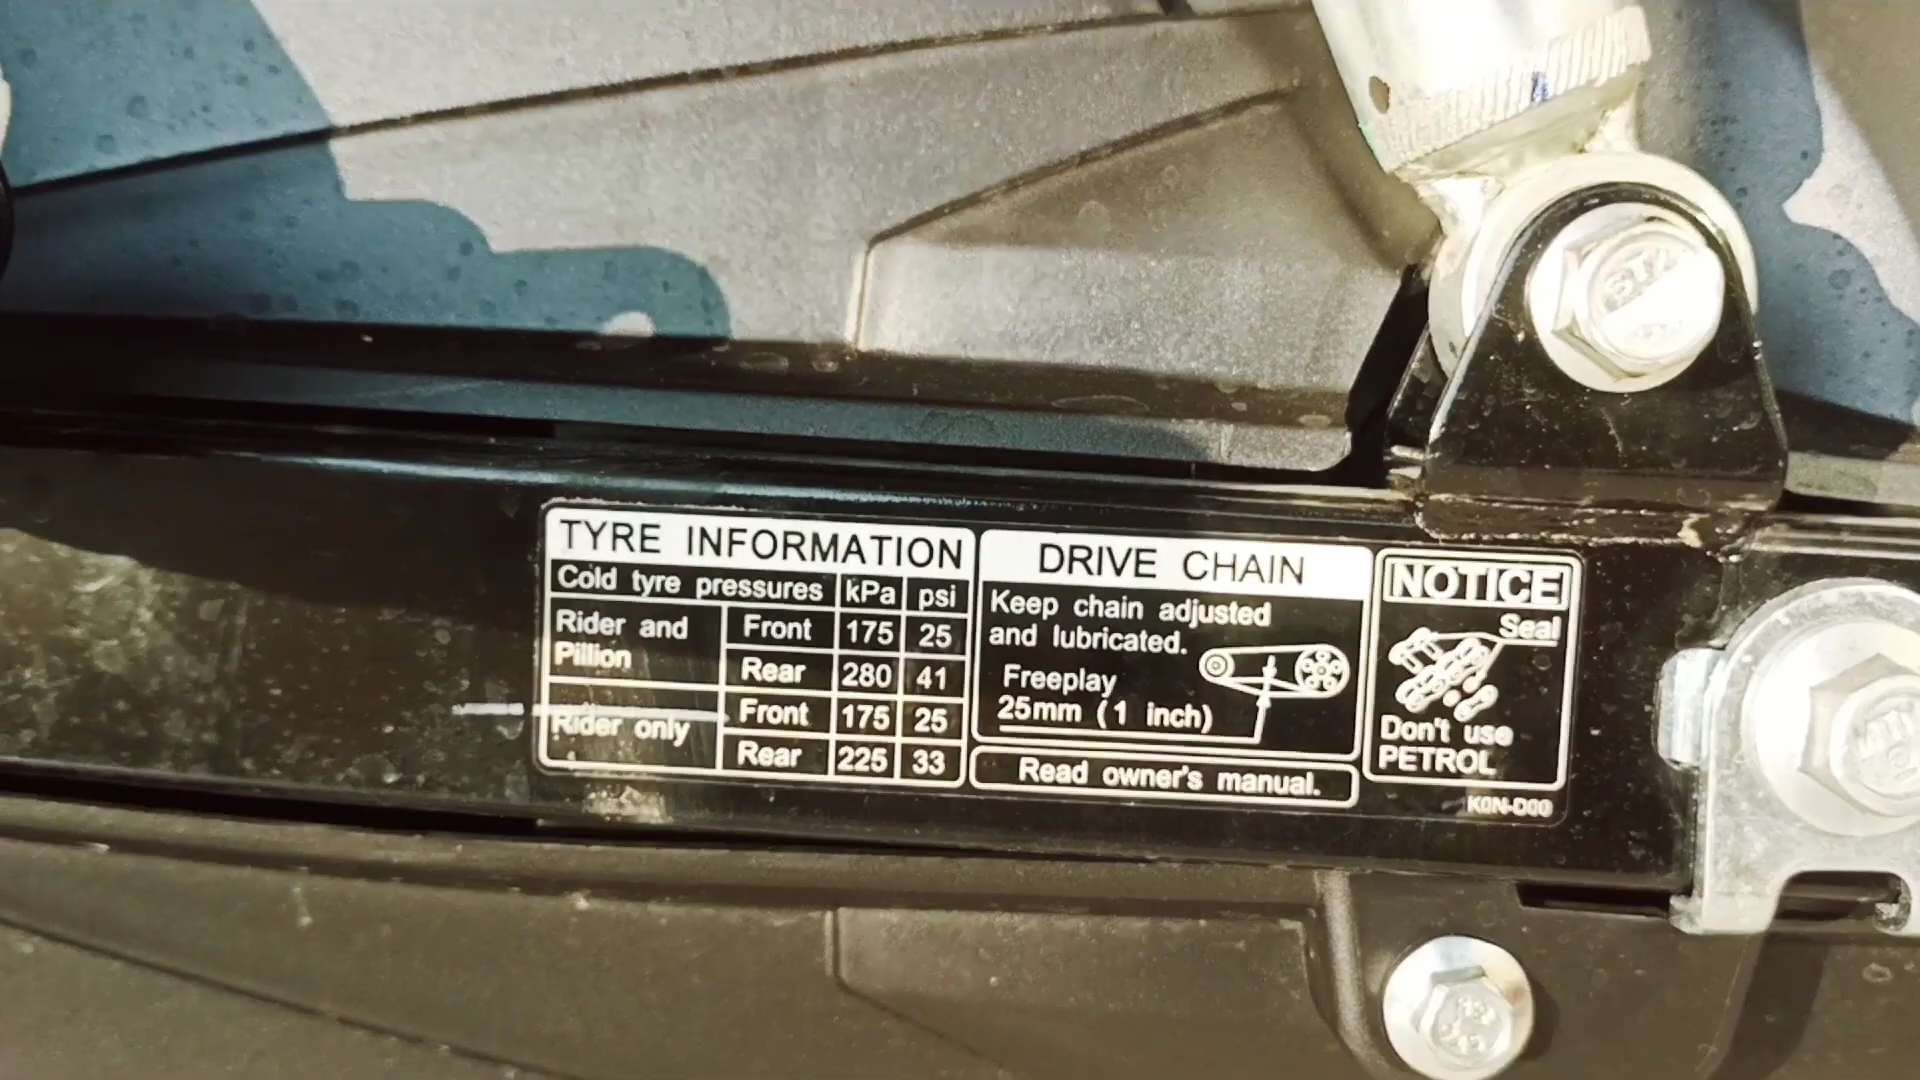 TYRE INFORMATION
Cold tyre pressures kPa psi
Rider and Pillion Front 175 25
Rear 280 41
Rider only Front 175 25
Rear 225 33
DRIVE CHAIN
Keep chain adjusted
and lubricated.
Freeplay
25mm (1 inch)
Read owner's manual.
NOTICE
Seal
Don't use
PETROL
K0N-D00